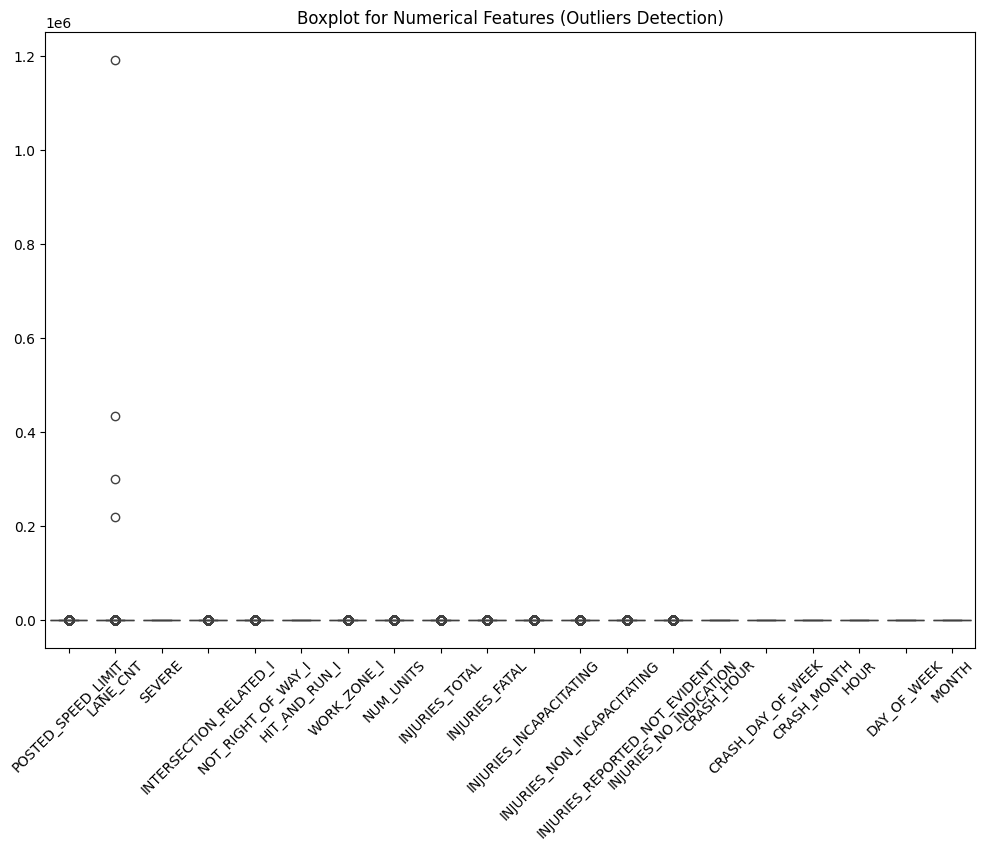 Boxplot for Numerical Features (Outliers Detection)
1e6
1.2
1.0
0.8
0.6
0.4
0.2
0.0
POSTED_SPEED_LIMIT
LANE_CNT
SEVERE
INTERSECTION_RELATED_I
NOT_RIGHT_OF_WAY_I
HIT_AND_RUN_I
WORK_ZONE_I
NUM_UNITS
INJURIES_TOTAL
INJURIES_FATAL
INJURIES_INCAPACITATING
INJURIES_NON_INCAPACITATING
INJURIES_REPORTED_NOT_EVIDENT
INJURIES_NO_INDICATION
CRASH_HOUR
CRASH_DAY_OF_WEEK
CRASH_MONTH
HOUR
DAY_OF_WEEK
MONTH